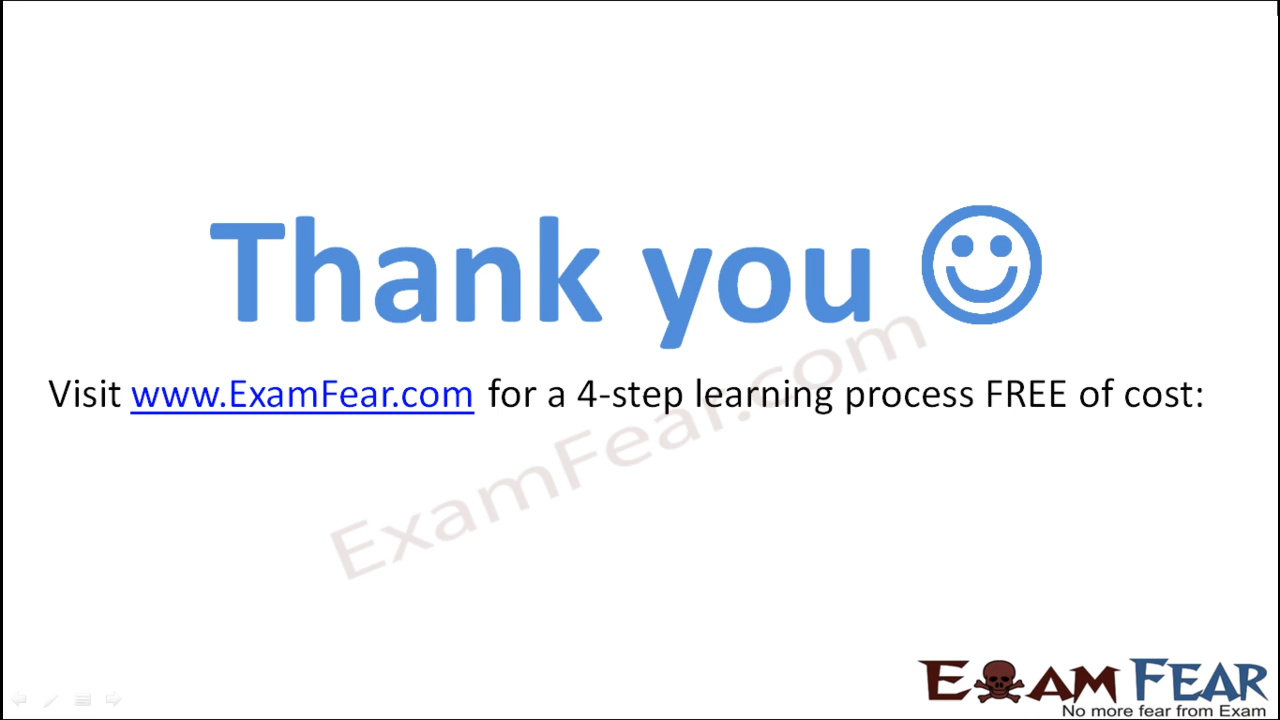 Thank you
Visit www.ExamFear.com for a 4-step learning process FREE of cost:
ExamFear.com
EXAM FEAR
No more fear from Exam